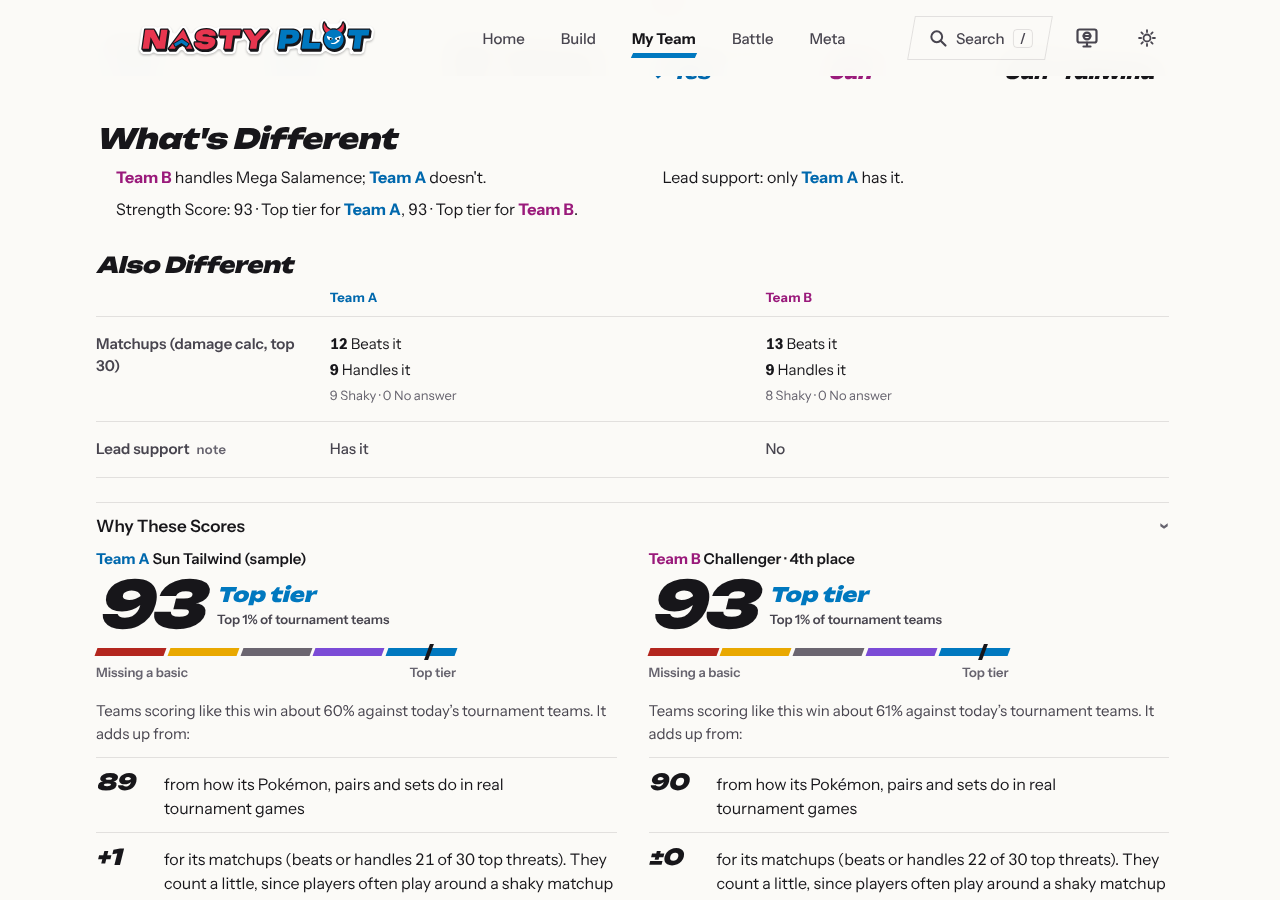 NASTY PLOT
Home Build My Team Battle Meta Search /
What's Different
Team B handles Mega Salamence; Team A doesn't.
Lead support: only Team A has it.
Strength Score: 93 · Top tier for Team A, 93 · Top tier for Team B.
Also Different
Team A Team B
Matchups (damage calc, top
30)
12 Beats it
9 Handles it
9 Shaky · 0 No answer
13 Beats it
9 Handles it
8 Shaky · 0 No answer
Lead support note Has it No
Why These Scores
Team A Sun Tailwind (sample)
93 Top tier
Top 1% of tournament teams
Missing a basic Top tier
Teams scoring like this win about 60% against today’s tournament teams. It
adds up from:
89 from how its Pokémon, pairs and sets do in real
tournament games
+1 for its matchups (beats or handles 21 of 30 top threats). They
count a little, since players often play around a shaky matchup
Team B Challenger · 4th place
93 Top tier
Top 1% of tournament teams
Missing a basic Top tier
Teams scoring like this win about 61% against today’s tournament teams. It
adds up from:
90 from how its Pokémon, pairs and sets do in real
tournament games
±0 for its matchups (beats or handles 22 of 30 top threats). They
count a little, since players often play around a shaky matchup